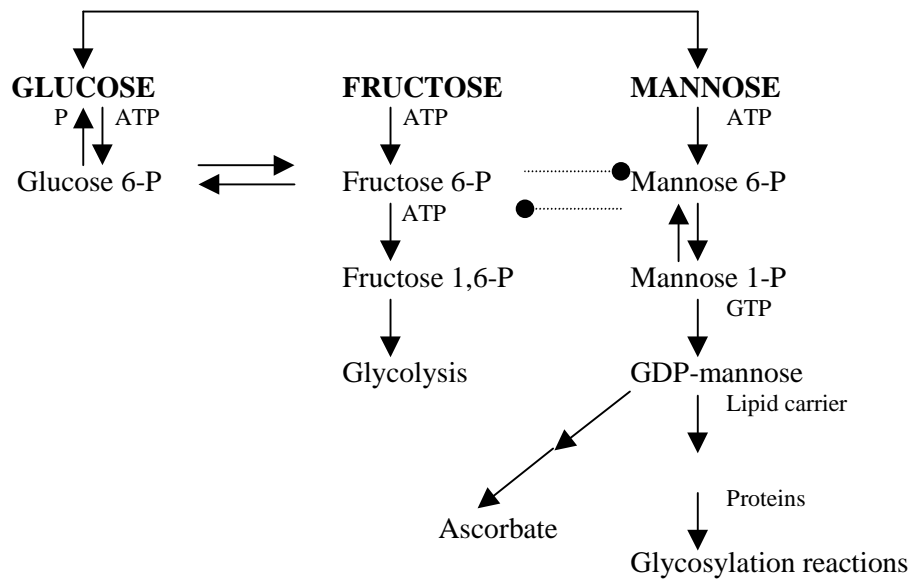 GLUCOSE FRUCTOSE MANNOSE
P ATP ATP ATP
Glucose 6-P Fructose 6-P Mannose 6-P
ATP
Fructose 1,6-P Mannose 1-P
GTP
Glycolysis GDP-mannose
Lipid carrier
Proteins
Ascorbate
Glycosylation reactions